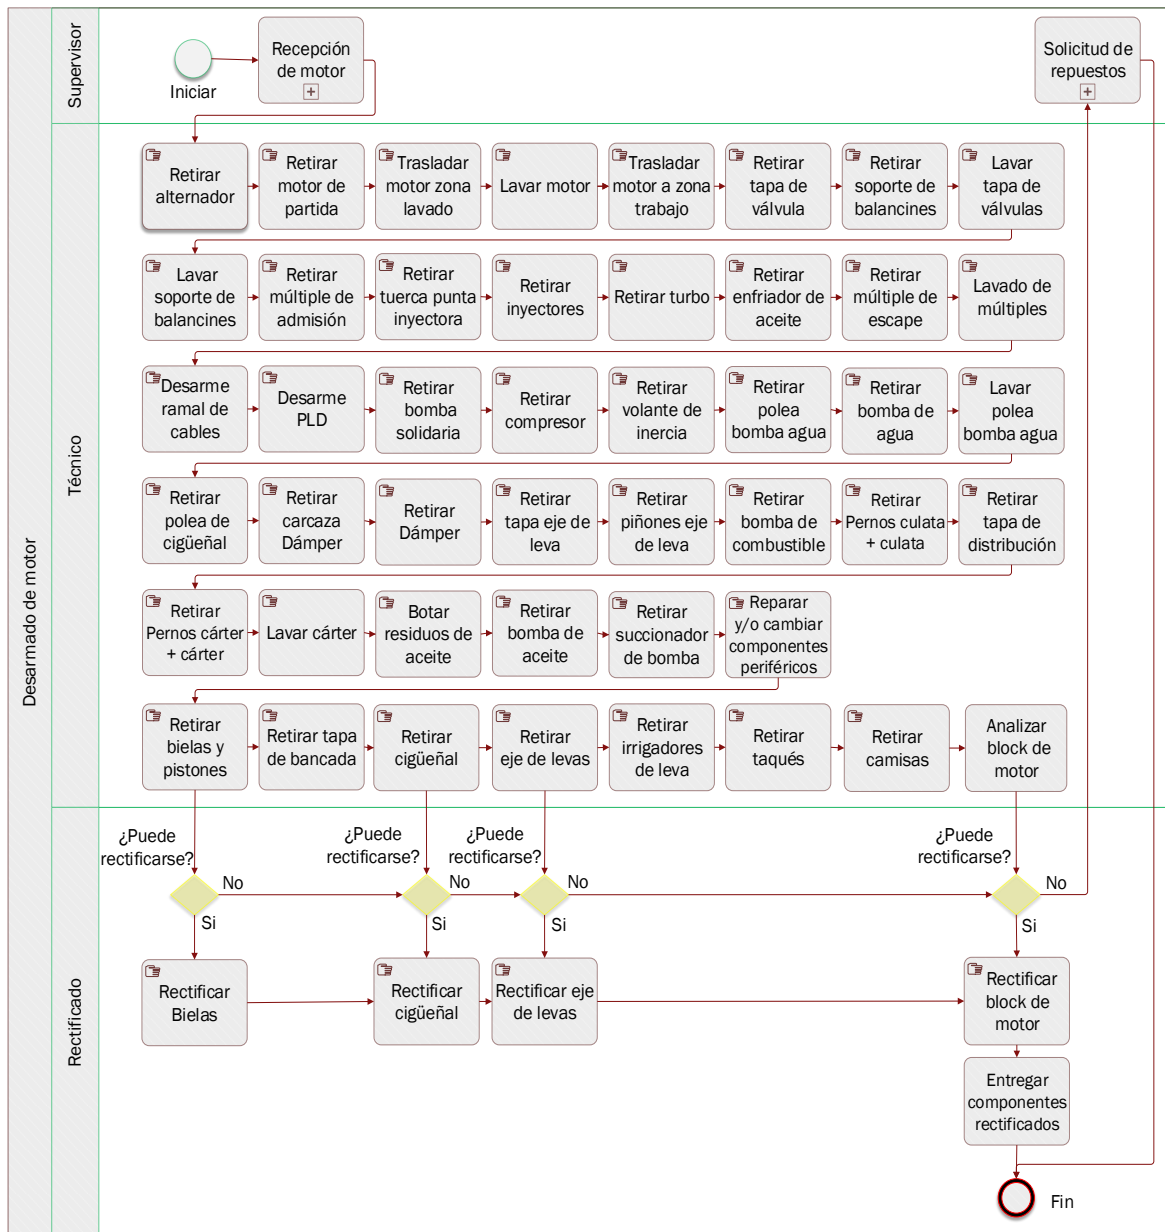 Desarmado de motor
Supervisor
Iniciar
Recepción
de motor
Solicitud de
repuestos
Técnico
Retirar
alternador
Retirar
motor de
partida
Trasladar
motor zona
lavado
Lavar motor
Trasladar
motor a zona
trabajo
Retirar
tapa de
válvula
Retirar
soporte de
balancines
Lavar
tapa de
válvulas
Lavar
soporte de
balancines
Retirar
múltiple de
admisión
Retirar
tuerca punta
inyectora
Retirar
inyectores
Retirar turbo
Retirar
enfriador de
aceite
Retirar
múltiple de
escape
Lavado de
múltiples
Desarme
ramal de
cables
Desarme
PLD
Retirar
bomba
solidaria
Retirar
compresor
Retirar
volante de
inercia
Retirar
polea
bomba agua
Retirar
bomba de
agua
Lavar
polea
bomba agua
Retirar
polea de
cigüeñal
Retirar
carcaza
Dámper
Retirar
Dámper
Retirar
tapa eje de
leva
Retirar
piñones eje
de leva
Retirar
bomba de
combustible
Retirar
Pernos culata
+ culata
Retirar
tapa de
distribución
Retirar
Pernos cárter
+ cárter
Lavar cárter
Botar
residuos de
aceite
Retirar
bomba de
aceite
Retirar
succionador
de bomba
Reparar
y/o cambiar
componentes
periféricos
Retirar
bielas y
pistones
Retirar tapa
de bancada
Retirar
cigüeñal
Retirar
eje de levas
Retirar
irrigadores
de leva
Retirar
taqués
Retirar
camisas
Analizar
block de
motor
Rectificado
¿Puede
rectificarse?
No
Si
¿Puede
rectificarse?
No
Si
¿Puede
rectificarse?
No
Si
¿Puede
rectificarse?
No
Si
Rectificar
Bielas
Rectificar
cigüeñal
Rectificar eje
de levas
Rectificar
block de
motor
Entregar
componentes
rectificados
Fin